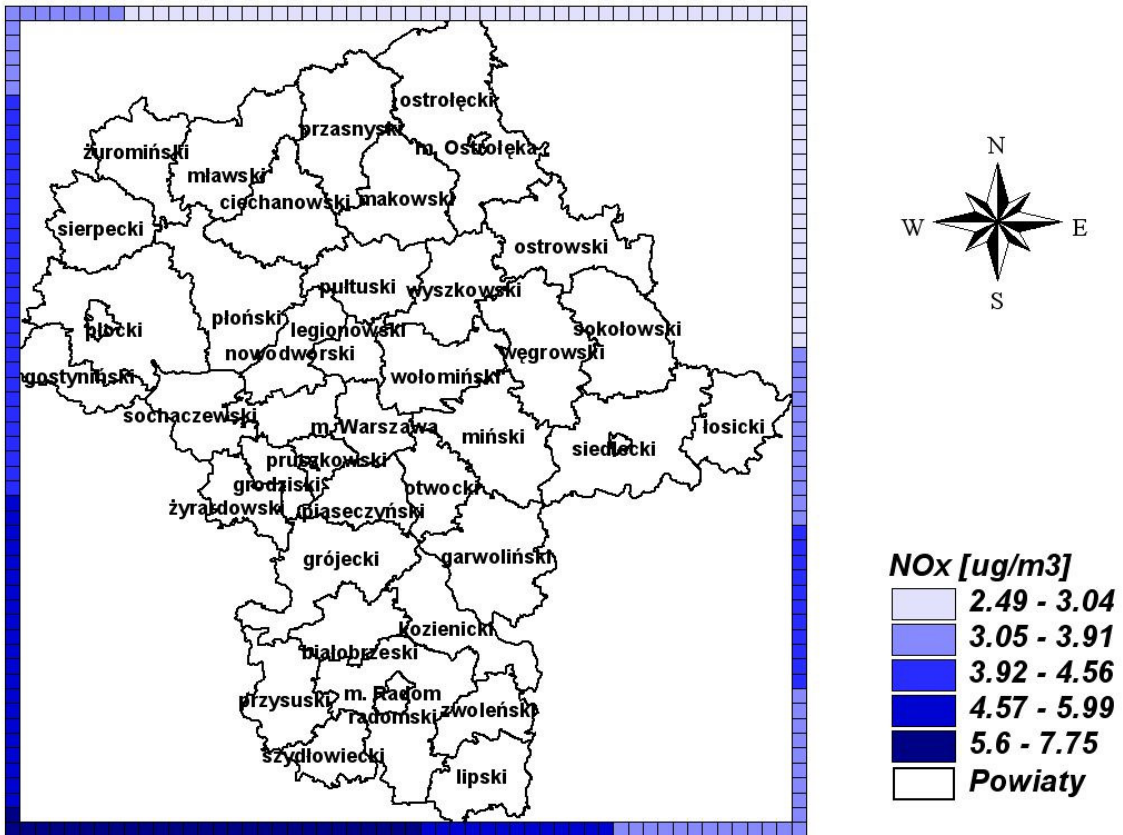 ostrołęcki
przasnyski
m. Ostrołęka
żuromiński
mławski
ciechanowski
makowski
sierpecki
ostrowski
pułtuski
wyszkowski
płocki
płoński
legionowski
sokołowski
nowodworski
węgrowski
gostyniński
wołomiński
sochaczewski
m. Warszawa
miński
łosicki
siedlecki
pruszkowski
grodziski
otwocki
żyrardowski
piaseczyński
grójecki
garwoliński
kozienicki
białobrzeski
przysuski
m. Radom
radomski
zwoleński
szydłowiecki
lipski
N
W
E
S
NOx [ug/m3]
2.49 - 3.04
3.05 - 3.91
3.92 - 4.56
4.57 - 5.99
5.6 - 7.75
Powiaty